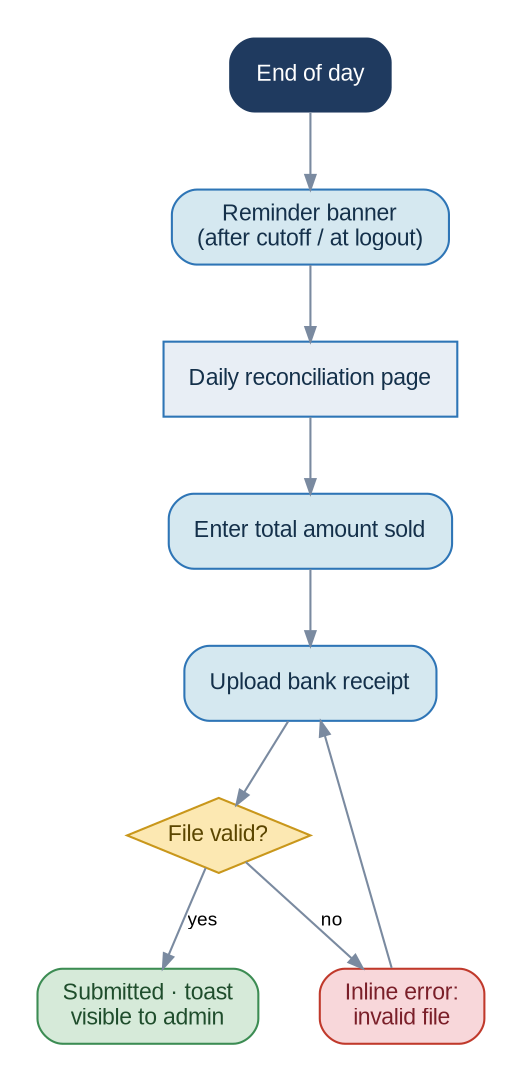 End of day
Reminder banner
(after cutoff / at logout)
Daily reconciliation page
Enter total amount sold
Upload bank receipt
File valid?
yes
no
Submitted · toast
visible to admin
Inline error:
invalid file